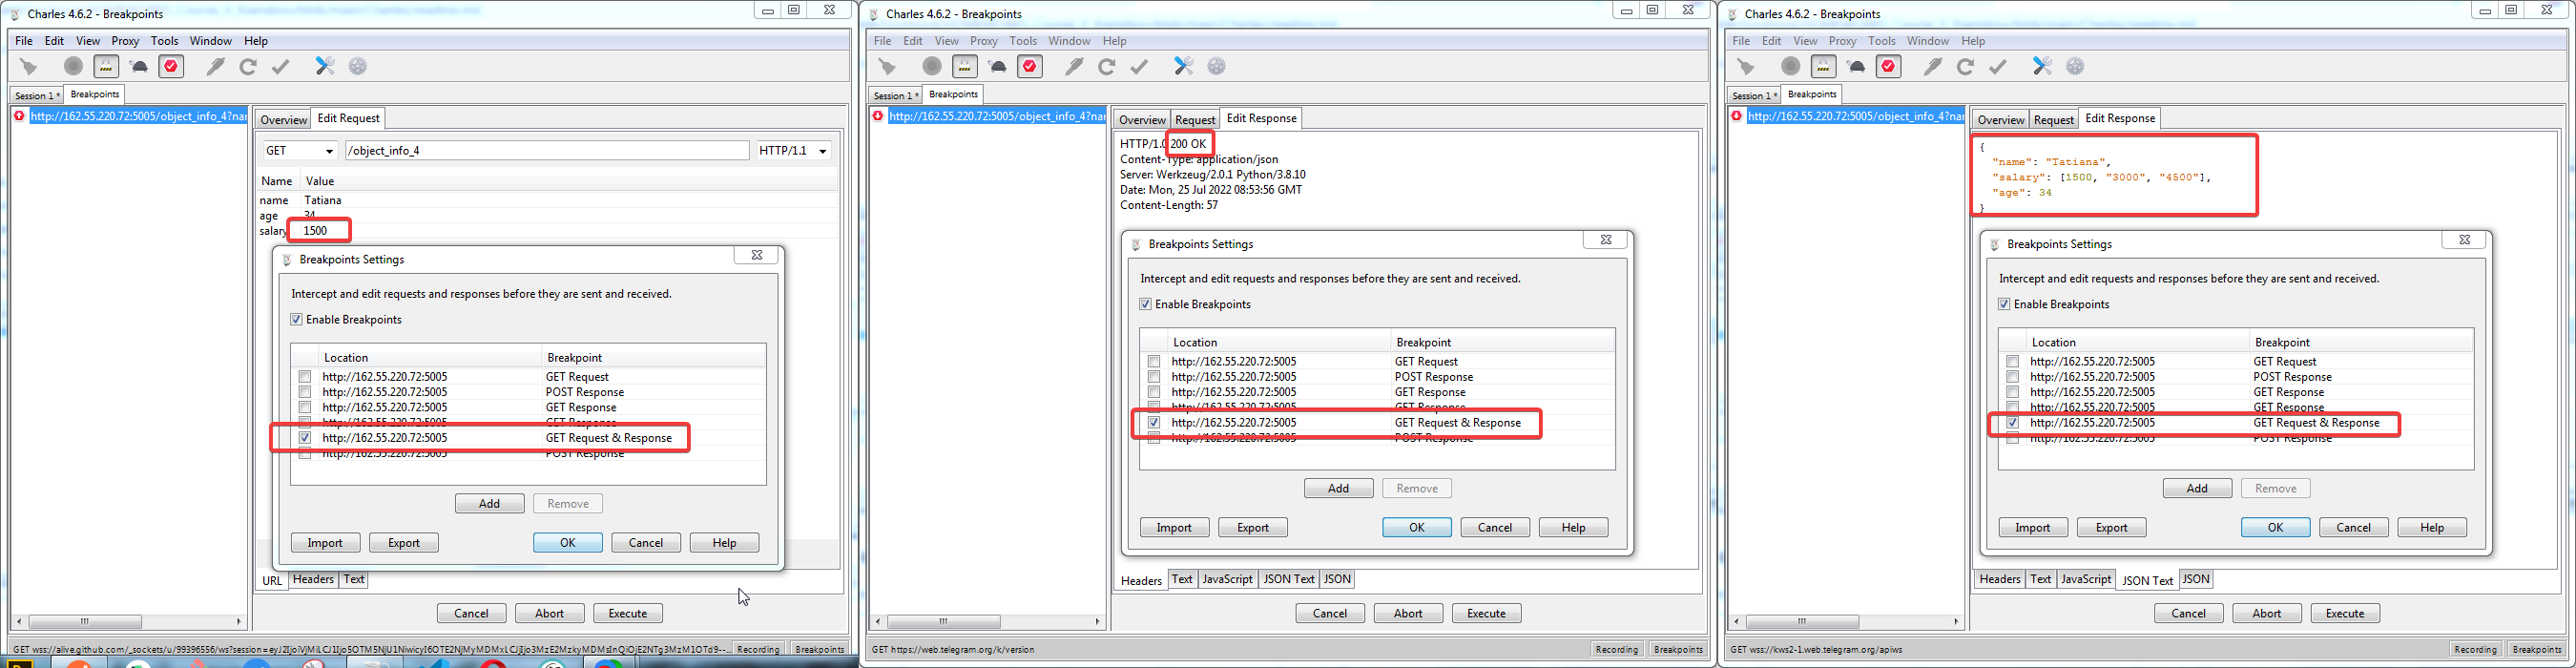 Charles 4.6.2 - Breakpoints
File Edit View Proxy Tools Window Help
Session 1 * Breakpoints
http://162.55.220.72:5005/object_info_4?nar
Overview Edit Request
GET /object_info_4 HTTP/1.1
Name Value
name Tatiana
age 34
salary 1500
Breakpoints Settings
Intercept and edit requests and responses before they are sent and received.
Enable Breakpoints
Location Breakpoint
http://162.55.220.72:5005 GET Request
http://162.55.220.72:5005 POST Response
http://162.55.220.72:5005 GET Response
http://162.55.220.72:5005 GET Response
http://162.55.220.72:5005 GET Request & Response
http://162.55.220.72:5005 POST Response
Add Remove
Import Export OK Cancel Help
URL Headers Text
Cancel Abort Execute
Recording Breakpoints
Charles 4.6.2 - Breakpoints
File Edit View Proxy Tools Window Help
Session 1 * Breakpoints
http://162.55.220.72:5005/object_info_4?nar
Overview Request Edit Response
HTTP/1.0 200 OK
Content-Type: application/json
Server: Werkzeug/2.0.1 Python/3.8.10
Date: Mon, 25 Jul 2022 08:53:56 GMT
Content-Length: 57
Breakpoints Settings
Intercept and edit requests and responses before they are sent and received.
Enable Breakpoints
Location Breakpoint
http://162.55.220.72:5005 GET Request
http://162.55.220.72:5005 POST Response
http://162.55.220.72:5005 GET Response
http://162.55.220.72:5005 GET Response
http://162.55.220.72:5005 GET Request & Response
http://162.55.220.72:5005 POST Response
Add Remove
Import Export OK Cancel Help
Headers Text JavaScript JSON Text JSON
Cancel Abort Execute
GET https://web.telegram.org/k/version Recording Breakpoints
Charles 4.6.2 - Breakpoints
File Edit View Proxy Tools Window Help
Session 1 * Breakpoints
http://162.55.220.72:5005/object_info_4?nar
Overview Request Edit Response
{
"name": "Tatiana",
"salary": [1500, "3000", "4500"],
"age": 34
}
Breakpoints Settings
Intercept and edit requests and responses before they are sent and received.
Enable Breakpoints
Location Breakpoint
http://162.55.220.72:5005 GET Request
http://162.55.220.72:5005 POST Response
http://162.55.220.72:5005 GET Response
http://162.55.220.72:5005 GET Response
http://162.55.220.72:5005 GET Request & Response
http://162.55.220.72:5005 POST Response
Add Remove
Import Export OK Cancel Help
Headers Text JavaScript JSON Text JSON
Cancel Abort Execute
GET wss://kws2-1.web.telegram.org/apiws Recording Breakpoints